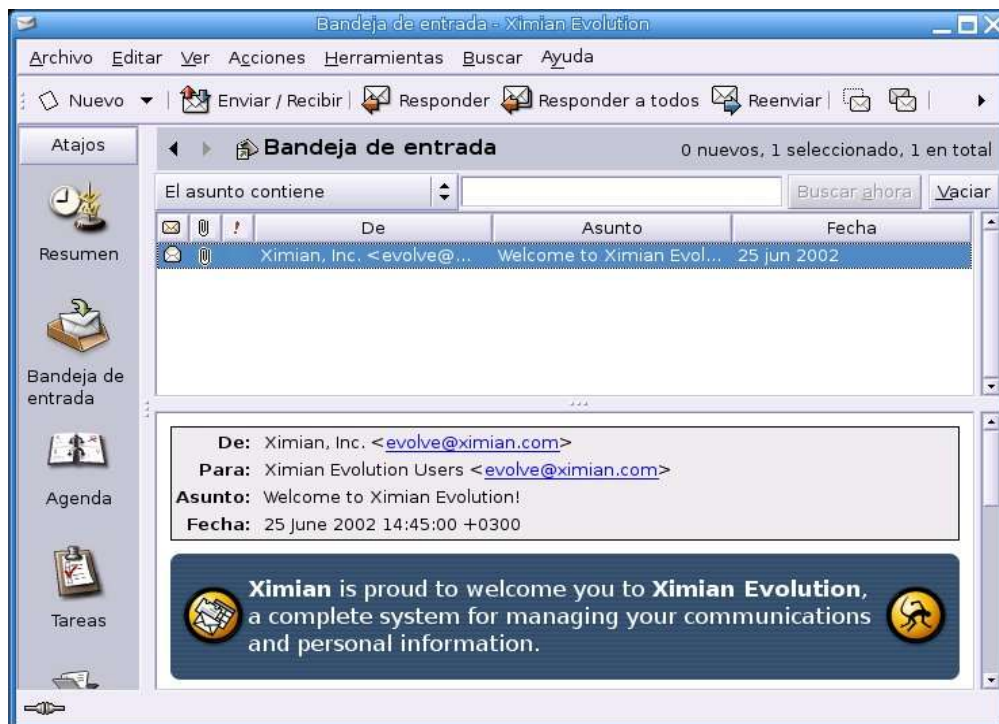 Bandeja de entrada - Ximian Evolution
Archivo Editar Ver Acciones Herramientas Buscar Ayuda
Nuevo Enviar / Recibir Responder Responder a todos Reenviar
Atajos
Bandeja de entrada 0 nuevos, 1 seleccionado, 1 en total
El asunto contiene Buscar ahora Vaciar
! De Asunto Fecha
Ximian, Inc. <evolve@... Welcome to Ximian Evol... 25 jun 2002
Resumen
Bandeja de
entrada
Agenda
Tareas
De: Ximian, Inc. <evolve@ximian.com>
Para: Ximian Evolution Users <evolve@ximian.com>
Asunto: Welcome to Ximian Evolution!
Fecha: 25 June 2002 14:45:00 +0300
Ximian is proud to welcome you to Ximian Evolution,
a complete system for managing your communications
and personal information.